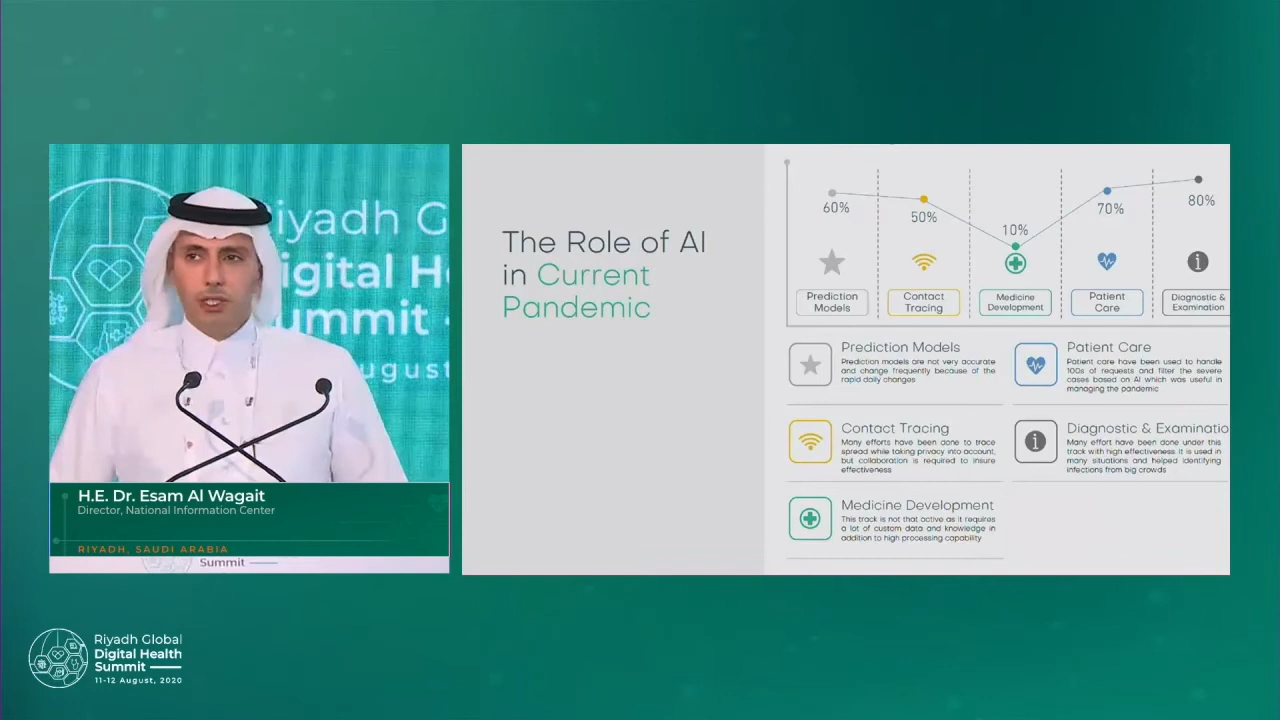 Riyadh G
igital H
ummit
ugust
H.E. Dr. Esam Al Wagait
Director, National Information Center
RIYADH, SAUDI ARABIA
Summit
The Role of AI
in Current
Pandemic
60%
50%
10%
70%
80%
Prediction
Models
Contact
Tracing
Medicine
Development
Patient
Care
Diagnostic &
Examination
Prediction Models
Prediction models are not very accurate
and change frequently because of the
rapid daily changes
Contact Tracing
Many efforts have been done to trace
spread while taking privacy into account,
but collaboration is required to insure
effectiveness
Medicine Development
This track is not that active as it requires
a lot of custom data and knowledge in
addition to high processing capability
Patient Care
Patient care have been used to handle
100s of requests and filter the severe
cases based on AI which was useful in
managing the pandemic
Diagnostic & Examinatio
Many effort have been done under this
track with high effectiveness. It is used in
many situations and helped identifying
infections from big crowds
Riyadh Global
Digital Health
Summit
11-12 August, 2020